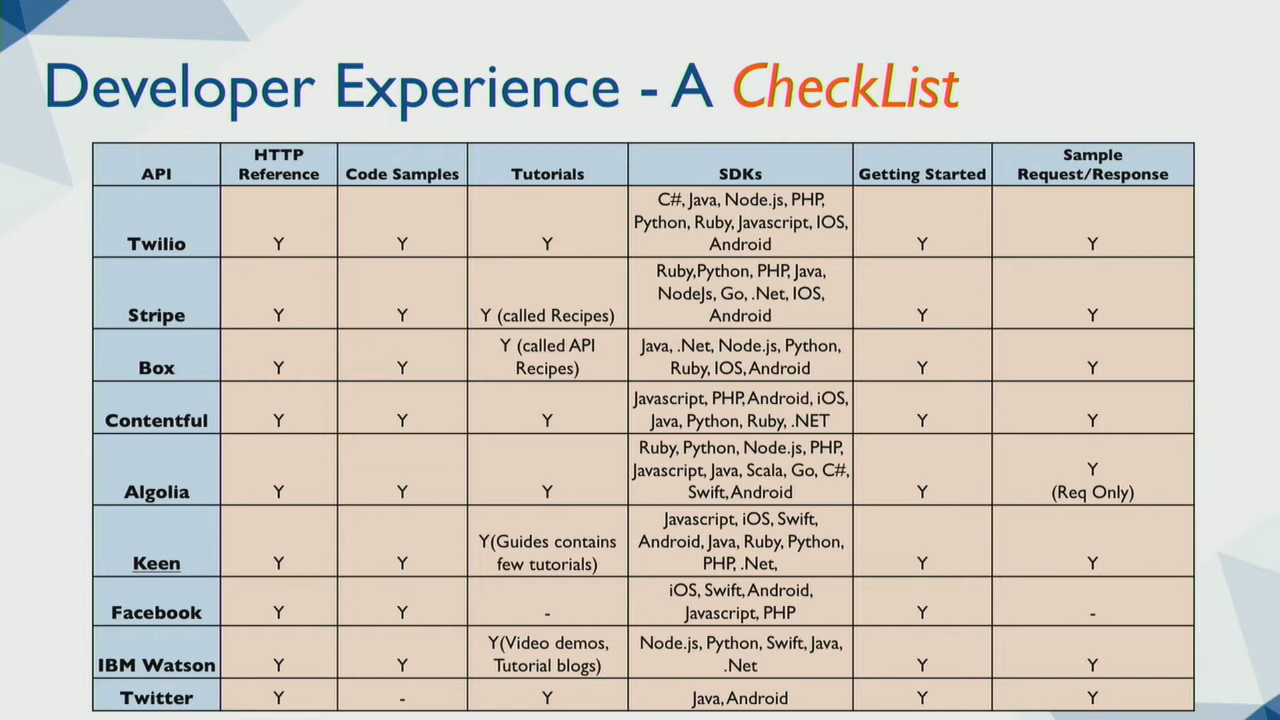 Developer Experience - A CheckList
API
HTTP
Reference
Code Samples
Tutorials
SDKs
Getting Started
Sample
Request/Response
Twilio
Y
Y
Y
C#, Java, Node.js, PHP,
Python, Ruby, Javascript, IOS,
Android
Y
Y
Stripe
Y
Y
Y (called Recipes)
Ruby,Python, PHP, Java,
NodeJs, Go, .Net, IOS,
Android
Y
Y
Box
Y
Y
Y (called API
Recipes)
Java, .Net, Node.js, Python,
Ruby, IOS, Android
Y
Y
Contentful
Y
Y
Y
Javascript, PHP, Android, iOS,
Java, Python, Ruby, .NET
Y
Y
Algolia
Y
Y
Y
Ruby, Python, Node.js, PHP,
Javascript, Java, Scala, Go, C#,
Swift, Android
Y
Y
(Req Only)
Keen
Y
Y
Y(Guides contains
few tutorials)
Javascript, iOS, Swift,
Android, Java, Ruby, Python,
PHP, .Net,
Y
Y
Facebook
Y
Y
-
iOS, Swift, Android,
Javascript, PHP
Y
-
IBM Watson
Y
Y
Y(Video demos,
Tutorial blogs)
Node.js, Python, Swift, Java,
.Net
Y
Y
Twitter
Y
-
Y
Java, Android
Y
Y